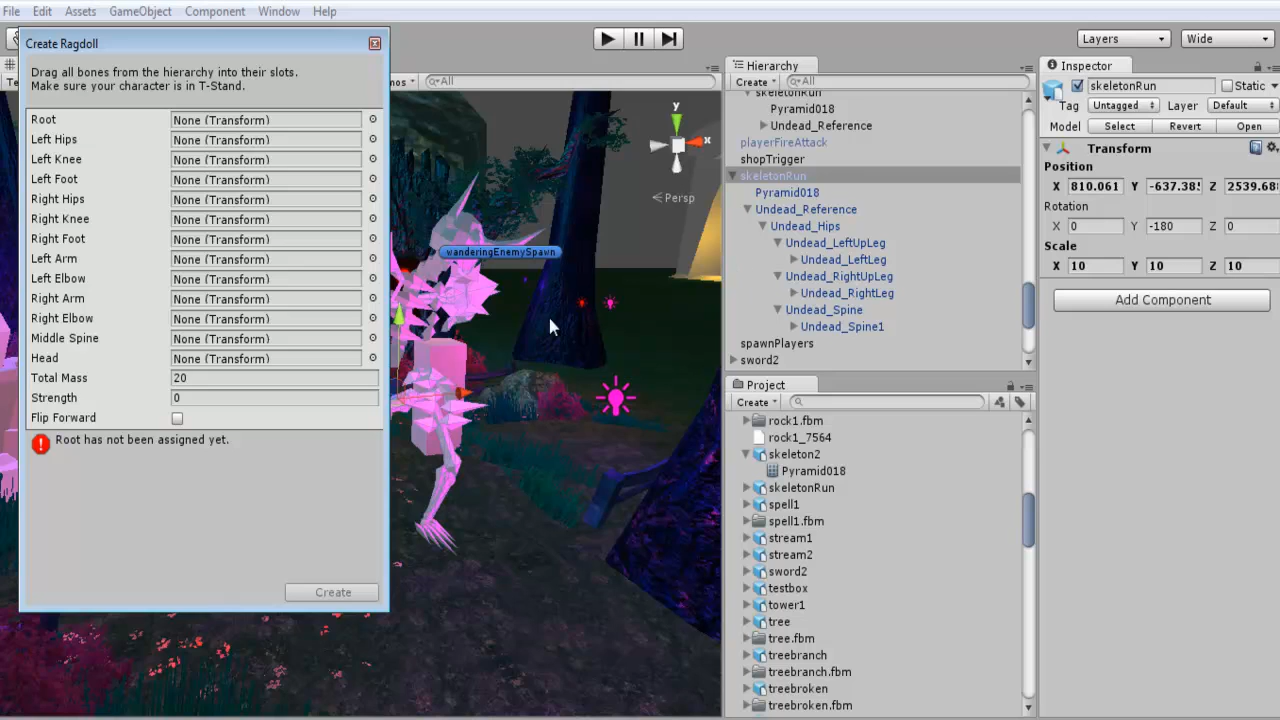 File Edit Assets GameObject Component Window Help
Create Ragdoll
Drag all bones from the hierarchy into their slots.
Make sure your character is in T-Stand.
Root None (Transform)
Left Hips None (Transform)
Left Knee None (Transform)
Left Foot None (Transform)
Right Hips None (Transform)
Right Knee None (Transform)
Right Foot None (Transform)
Left Arm None (Transform)
Left Elbow None (Transform)
Right Arm None (Transform)
Right Elbow None (Transform)
Middle Spine None (Transform)
Head None (Transform)
Total Mass 20
Strength 0
Flip Forward
Root has not been assigned yet.
Create
All
y
x
Persp
wanderingEnemySpawn
Layers Wide
Hierarchy
Create All
skeletonRun
Pyramid018
Undead_Reference
playerFireAttack
shopTrigger
skeletonRun
Pyramid018
Undead_Reference
Undead_Hips
Undead_LeftUpLeg
Undead_LeftLeg
Undead_RightUpLeg
Undead_RightLeg
Undead_Spine
Undead_Spine1
spawnPlayers
sword2
Project
Create
rock1.fbm
rock1_7564
skeleton2
Pyramid018
skeletonRun
spell1
spell1.fbm
stream1
stream2
sword2
testbox
tower1
tree
tree.fbm
treebranch
treebranch.fbm
treebroken
treebroken.fbm
Inspector
skeletonRun Static
Tag Untagged Layer Default
Model Select Revert Open
Transform
Position
X 810.061 Y -637.38 Z 2539.68
Rotation
X 0 Y -180 Z 0
Scale
X 10 Y 10 Z 10
Add Component